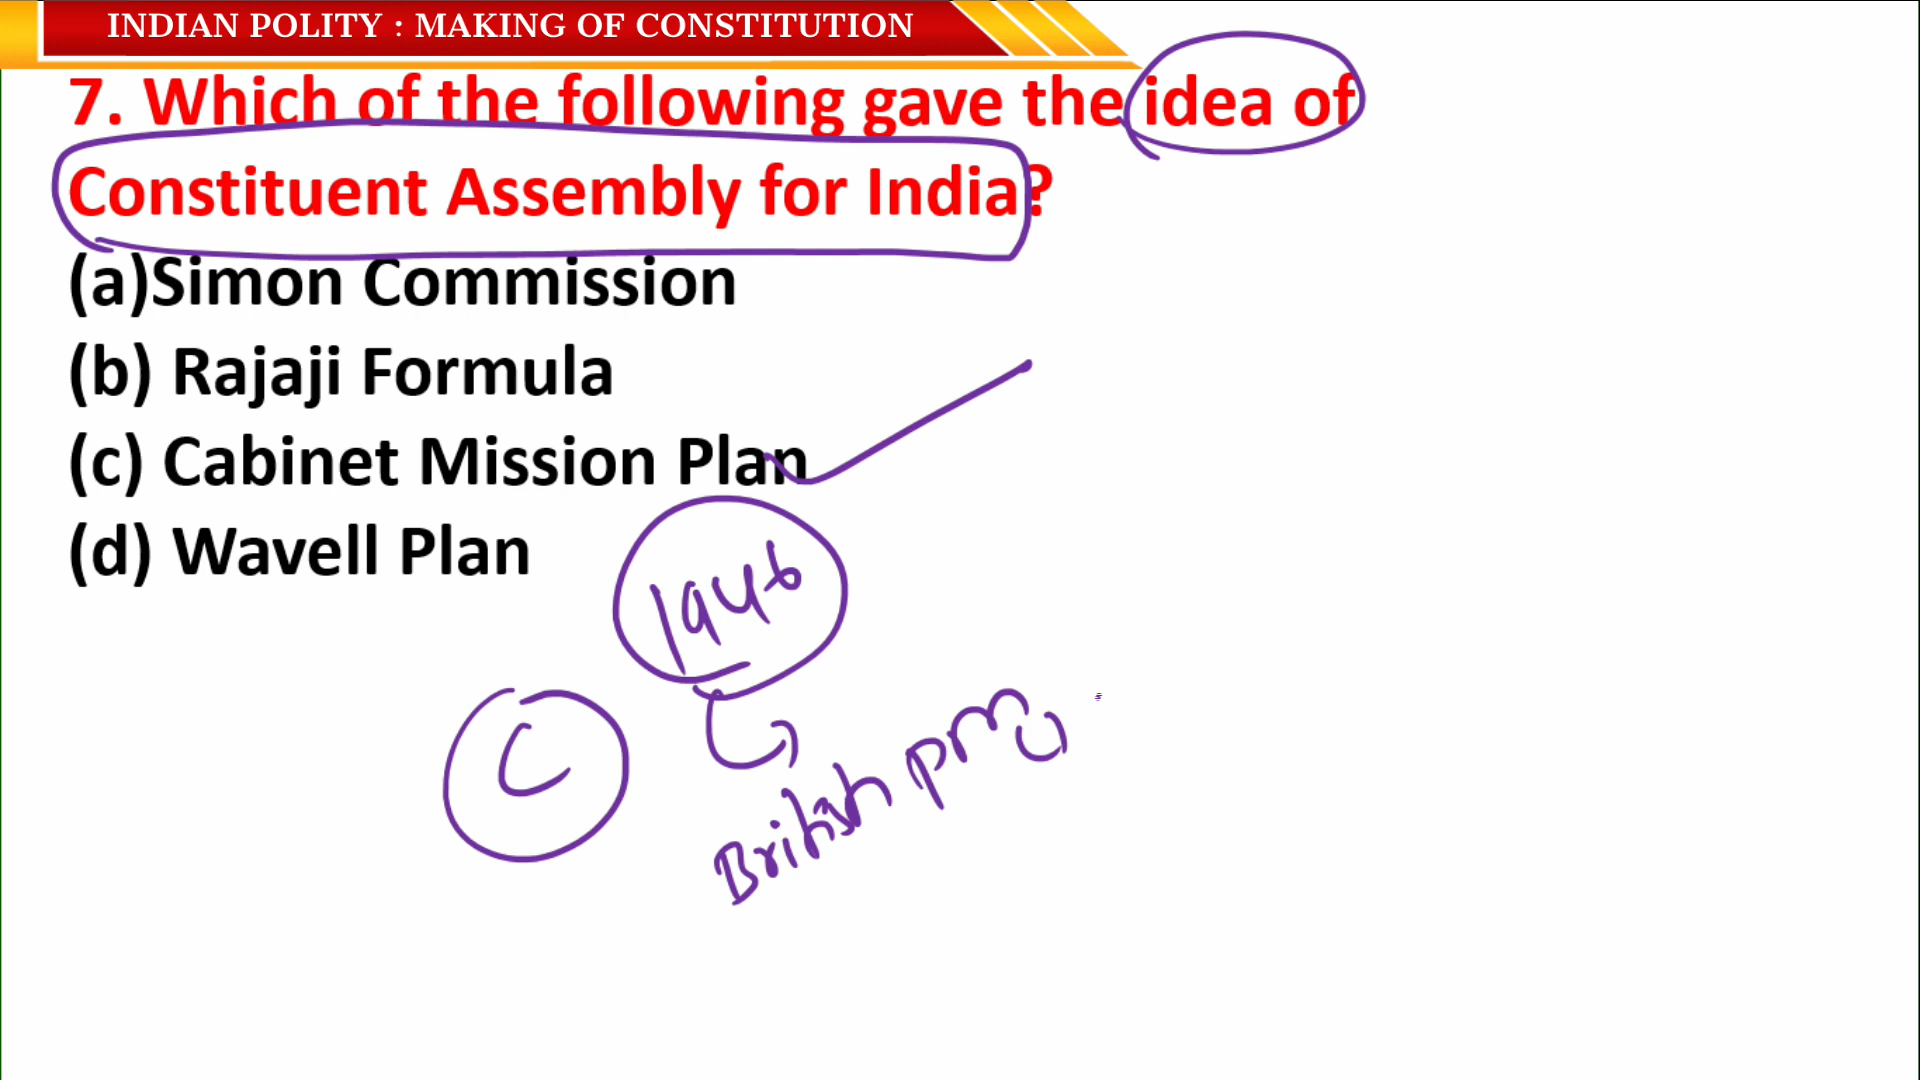 INDIAN POLITY : MAKING OF CONSTITUTION
7. Which of the following gave the idea of
Constituent Assembly for India?
(a)Simon Commission
(b) Rajaji Formula
(c) Cabinet Mission Plan
(d) Wavell Plan
1946
C
British